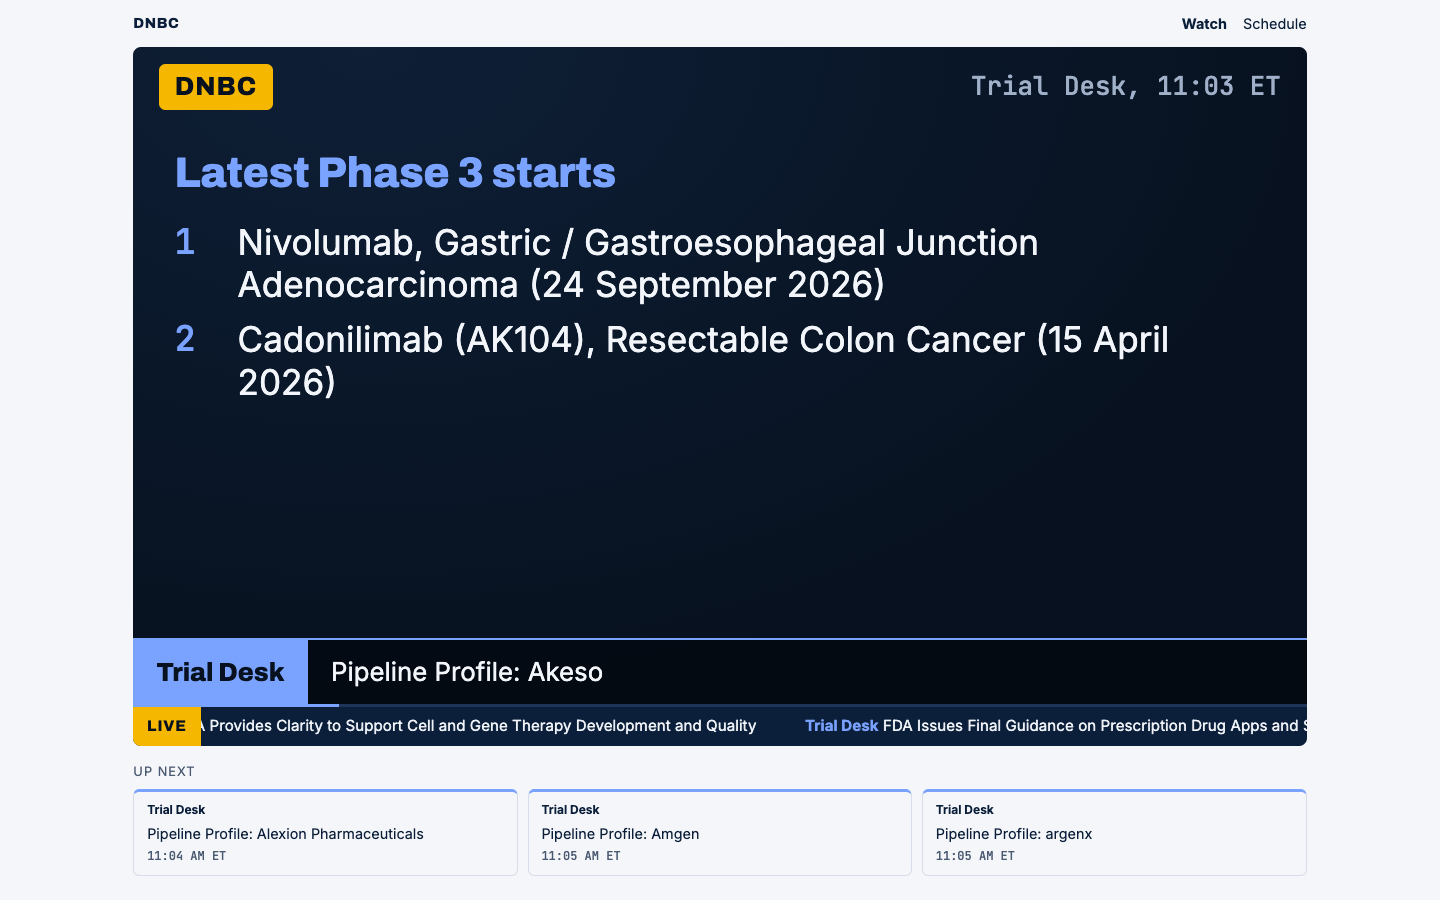 DNBC
Watch Schedule
DNBC
Trial Desk, 11:03 ET
Latest Phase 3 starts
1 Nivolumab, Gastric / Gastroesophageal Junction
Adenocarcinoma (24 September 2026)
2 Cadonilimab (AK104), Resectable Colon Cancer (15 April
2026)
Trial Desk Pipeline Profile: Akeso
LIVE Provides Clarity to Support Cell and Gene Therapy Development and Quality Trial Desk FDA Issues Final Guidance on Prescription Drug Apps and
UP NEXT
Trial Desk
Pipeline Profile: Alexion Pharmaceuticals
11:04 AM ET
Trial Desk
Pipeline Profile: Amgen
11:05 AM ET
Trial Desk
Pipeline Profile: argenx
11:05 AM ET